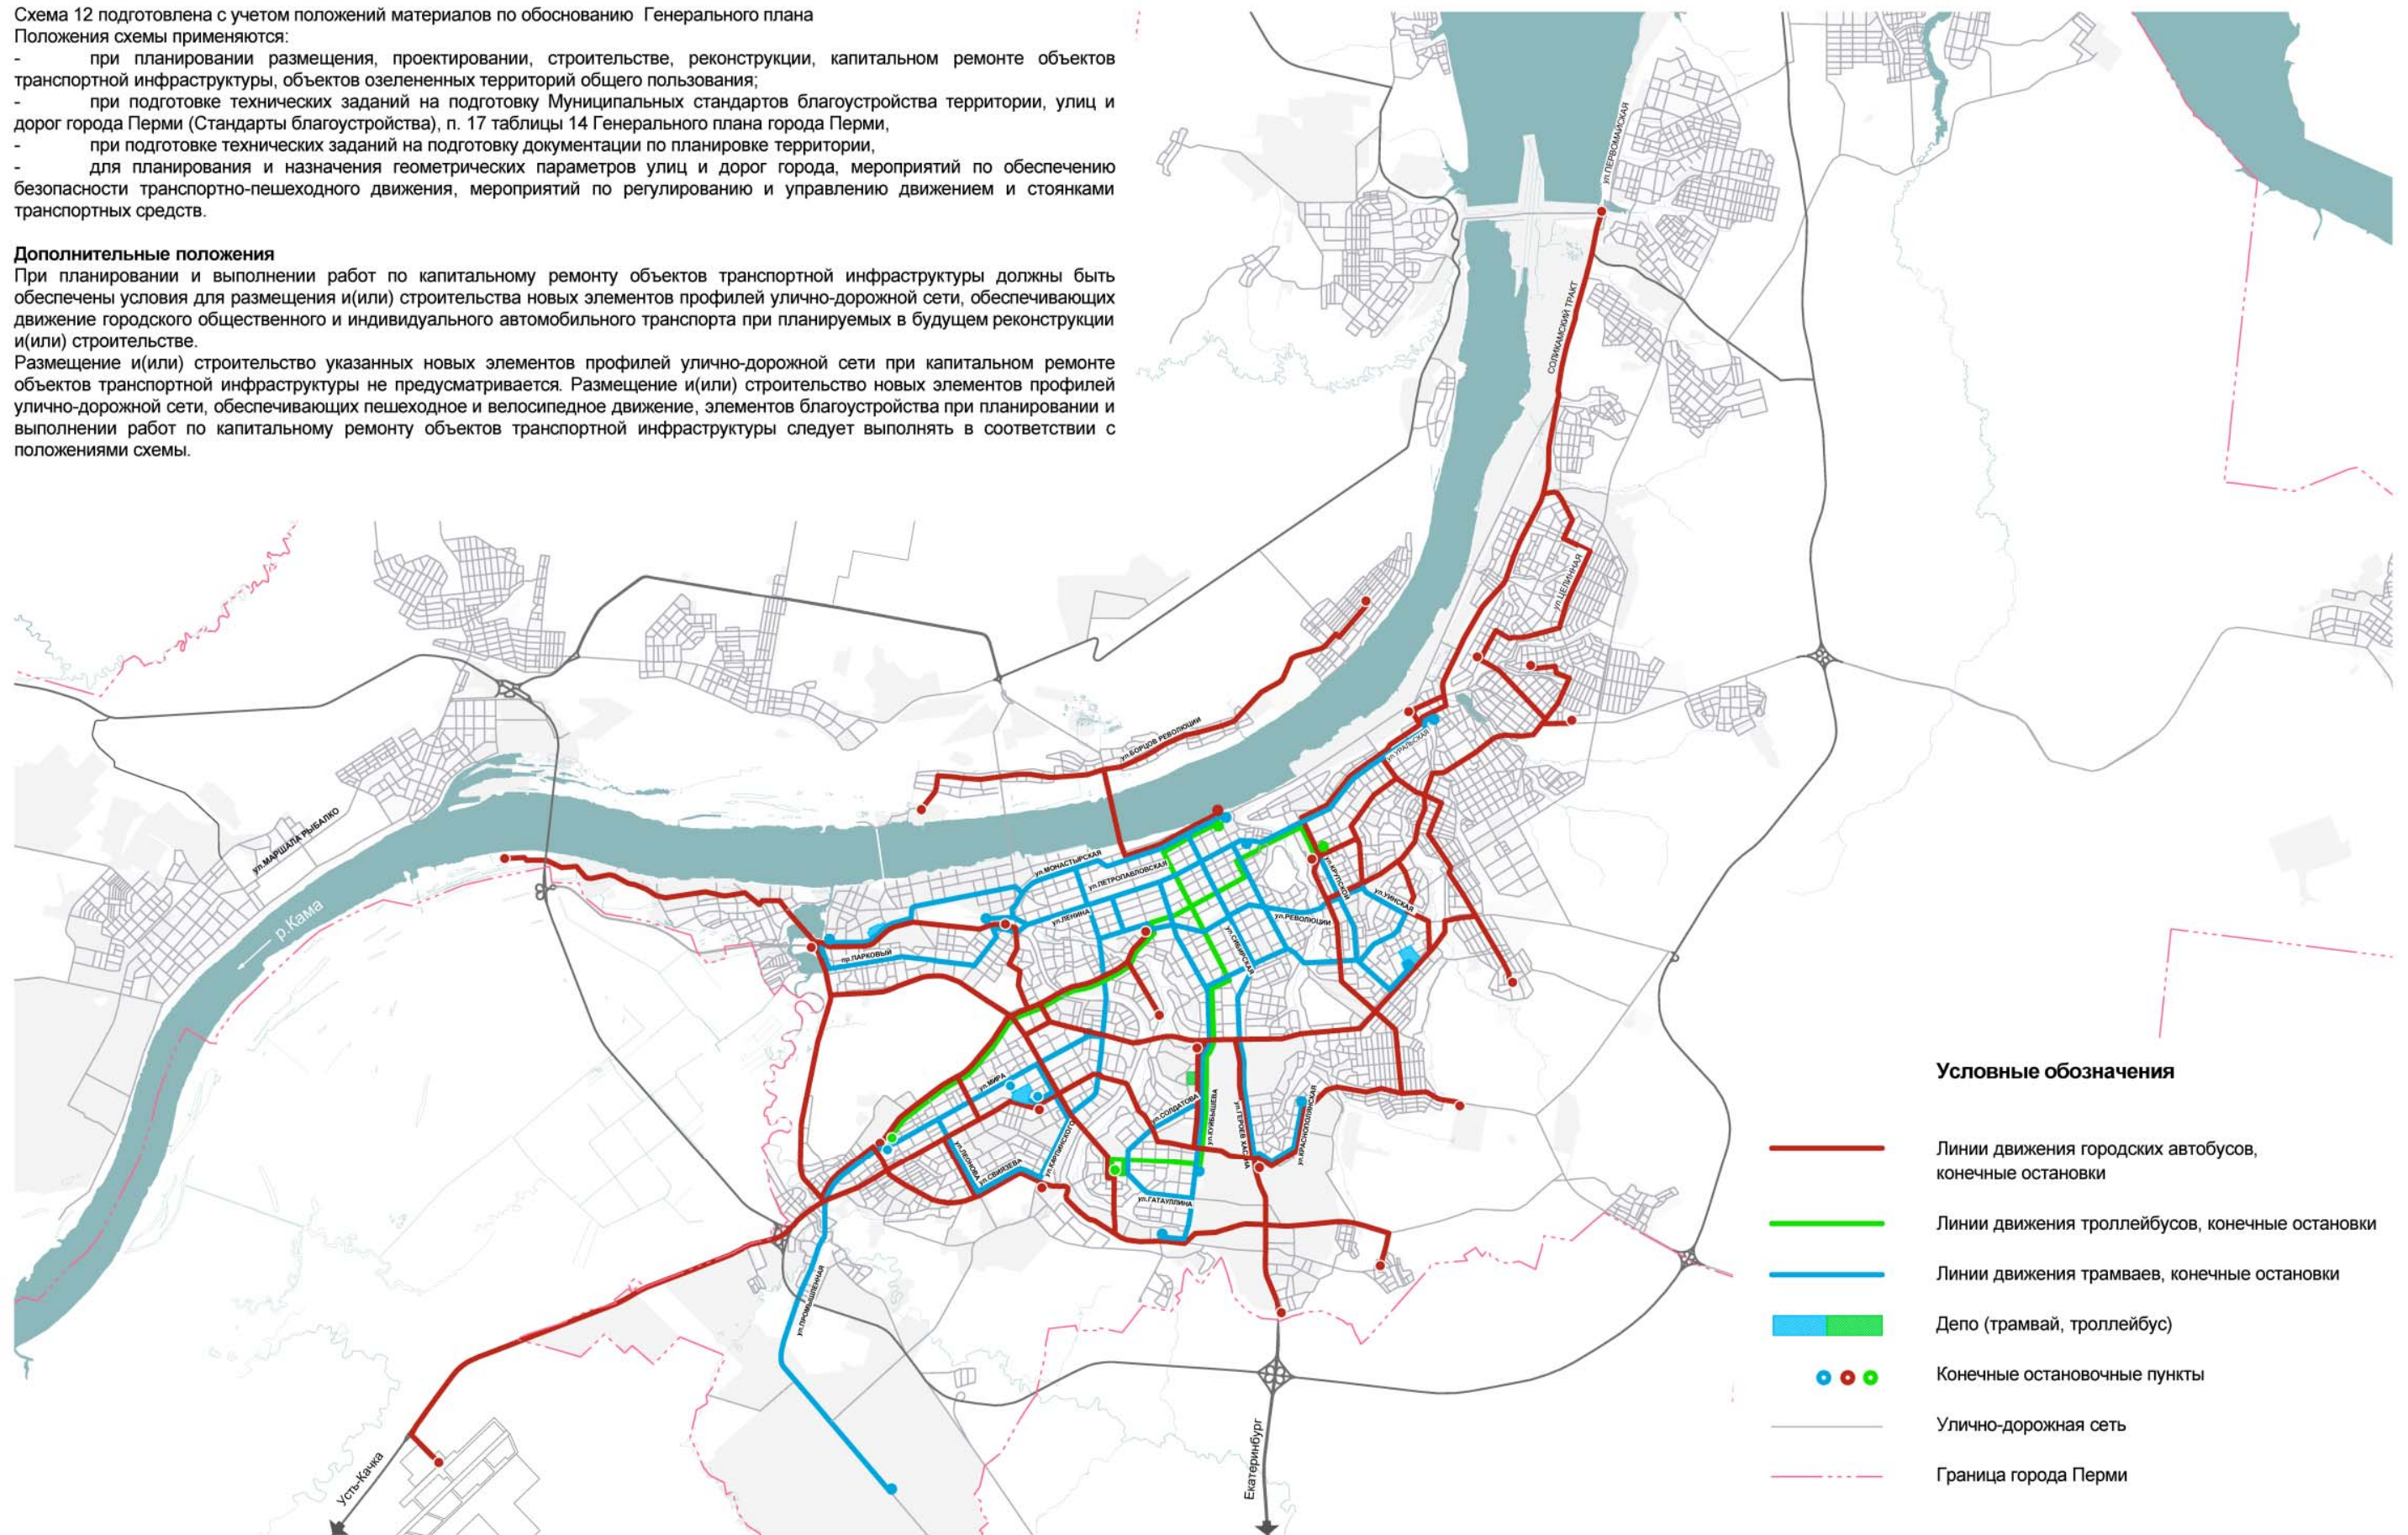 Схема 12 подготовлена с учетом положений материалов по обоснованию Генерального плана
Положения схемы применяются:
- при планировании размещения, проектировании, строительстве, реконструкции, капитальном ремонте объектов
транспортной инфраструктуры, объектов озелененных территорий общего пользования;
- при подготовке технических заданий на подготовку Муниципальных стандартов благоустройства территории, улиц и
дорог города Перми (Стандарты благоустройства), п. 17 таблицы 14 Генерального плана города Перми,
- при подготовке технических заданий на подготовку документации по планировке территории,
- для планирования и назначения геометрических параметров улиц и дорог города, мероприятий по обеспечению
безопасности транспортно-пешеходного движения, мероприятий по регулированию и управлению движением и стоянками
транспортных средств.
Дополнительные положения
При планировании и выполнении работ по капитальному ремонту объектов транспортной инфраструктуры должны быть
обеспечены условия для размещения и(или) строительства новых элементов профилей улично-дорожной сети, обеспечивающих
движение городского общественного и индивидуального автомобильного транспорта при планируемых в будущем реконструкции
и(или) строительстве.
Размещение и(или) строительство указанных новых элементов профилей улично-дорожной сети при капитальном ремонте
объектов транспортной инфраструктуры не предусматривается. Размещение и(или) строительство новых элементов профилей
улично-дорожной сети, обеспечивающих пешеходное и велосипедное движение, элементов благоустройства при планировании и
выполнении работ по капитальному ремонту объектов транспортной инфраструктуры следует выполнять в соответствии с
положениями схемы.
ул.ПЕРВОМАЙСКАЯ
СОЛИКАМСКИЙ ТРАКТ
ул.ЦЕЛИННАЯ
ул.БОРЦОВ РЕВОЛЮЦИИ
ул.УРАЛЬСКАЯ
ул.МАРШАЛА РЫБАЛКО
р.Кама
ул.МОНАСТЫРСКАЯ
ул.ПЕТРОПАВЛОВСКАЯ
ул.ЛЕНИНА
ул.КРУПСКОЙ
ул.УИНСКАЯ
ул.РЕВОЛЮЦИИ
ул.СИБИРСКАЯ
пр.ПАРКОВЫЙ
ул.МИРА
ул.СОЛДАТОВА
ул.КУЙБЫШЕВА
ул.ГЕРОЕВ ХАСАНА
ул.КРАСНОПОЛЯНСКАЯ
ул.ЛЕОНОВА
ул.СВИЯЗЕВА
ул.КАРПИНСКОГО
ул.ГАТАУЛЛИНА
ул.ПРОМЫШЛЕННАЯ
Усть-Качка
Екатеринбург
Условные обозначения
Линии движения городских автобусов,
конечные остановки
Линии движения троллейбусов, конечные остановки
Линии движения трамваев, конечные остановки
Депо (трамвай, троллейбус)
Конечные остановочные пункты
Улично-дорожная сеть
Граница города Перми